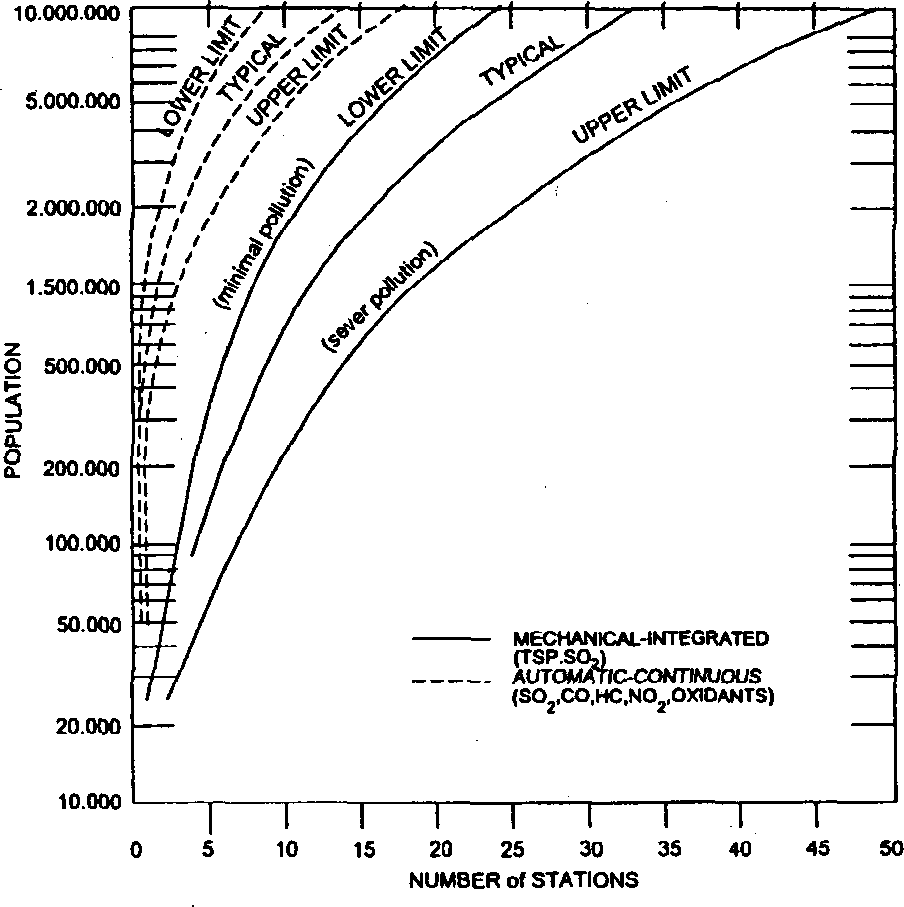 10.000.000
5.000.000
2.000.000
1.500.000
500.000
200.000
100.000
50.000
20.000
10.000
POPULATION
LOWER LIMIT
TYPICAL
UPPER LIMIT
LOWER LIMIT
(minimal pollution)
TYPICAL
UPPER LIMIT
(sever pollution)
MECHANICAL-INTEGRATED
(TSP.SO2)
AUTOMATIC-CONTINUOUS
(SO2,CO,HC,NO2,OXIDANTS)
0 5 10 15 20 25 30 35 40 45 50
NUMBER of STATIONS